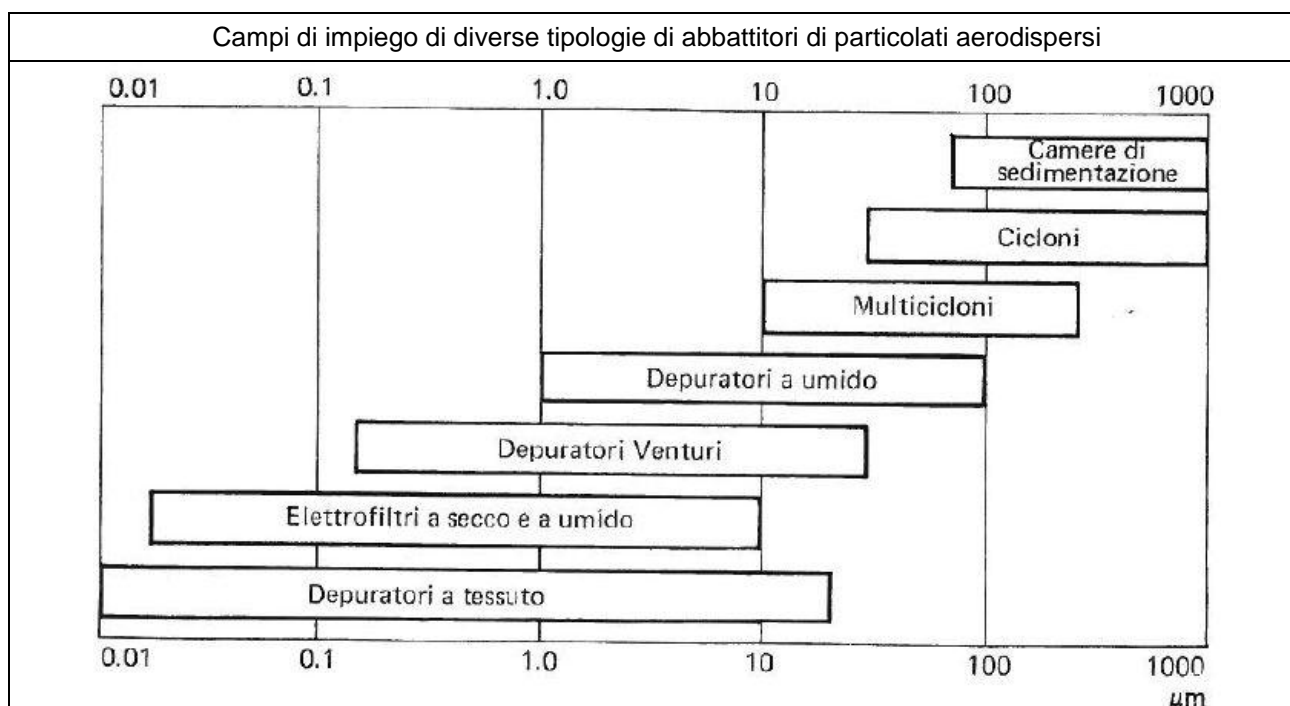 Campi di impiego di diverse tipologie di abbattitori di particolati aerodispersi
0.01 0.1 1.0 10 100 1000
Camere di
sedimentazione
Cicloni
Multicicloni
Depuratori a umido
Depuratori Venturi
Elettrofiltri a secco e a umido
Depuratori a tessuto
0.01 0.1 1.0 10 100 1000
μm